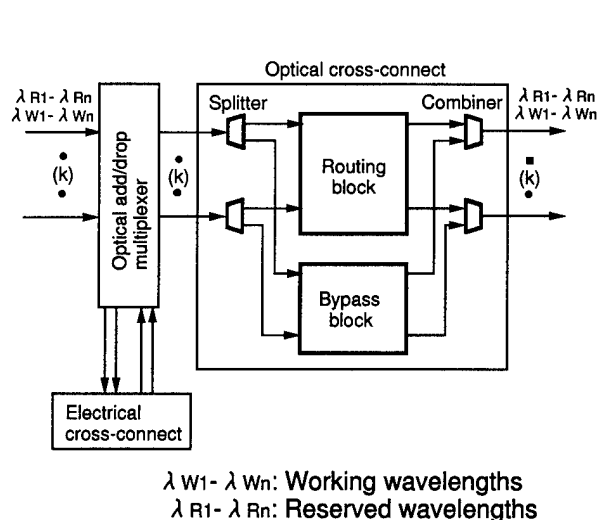 Optical cross-connect
λ R1- λ Rn
λ W1- λ Wn
(k)
Optical add/drop
multiplexer
(k)
Splitter
Combiner
Routing
block
Bypass
block
λ R1- λ Rn
λ W1- λ Wn
(k)
Electrical
cross-connect
λ W1- λ Wn: Working wavelengths
λ R1- λ Rn: Reserved wavelengths